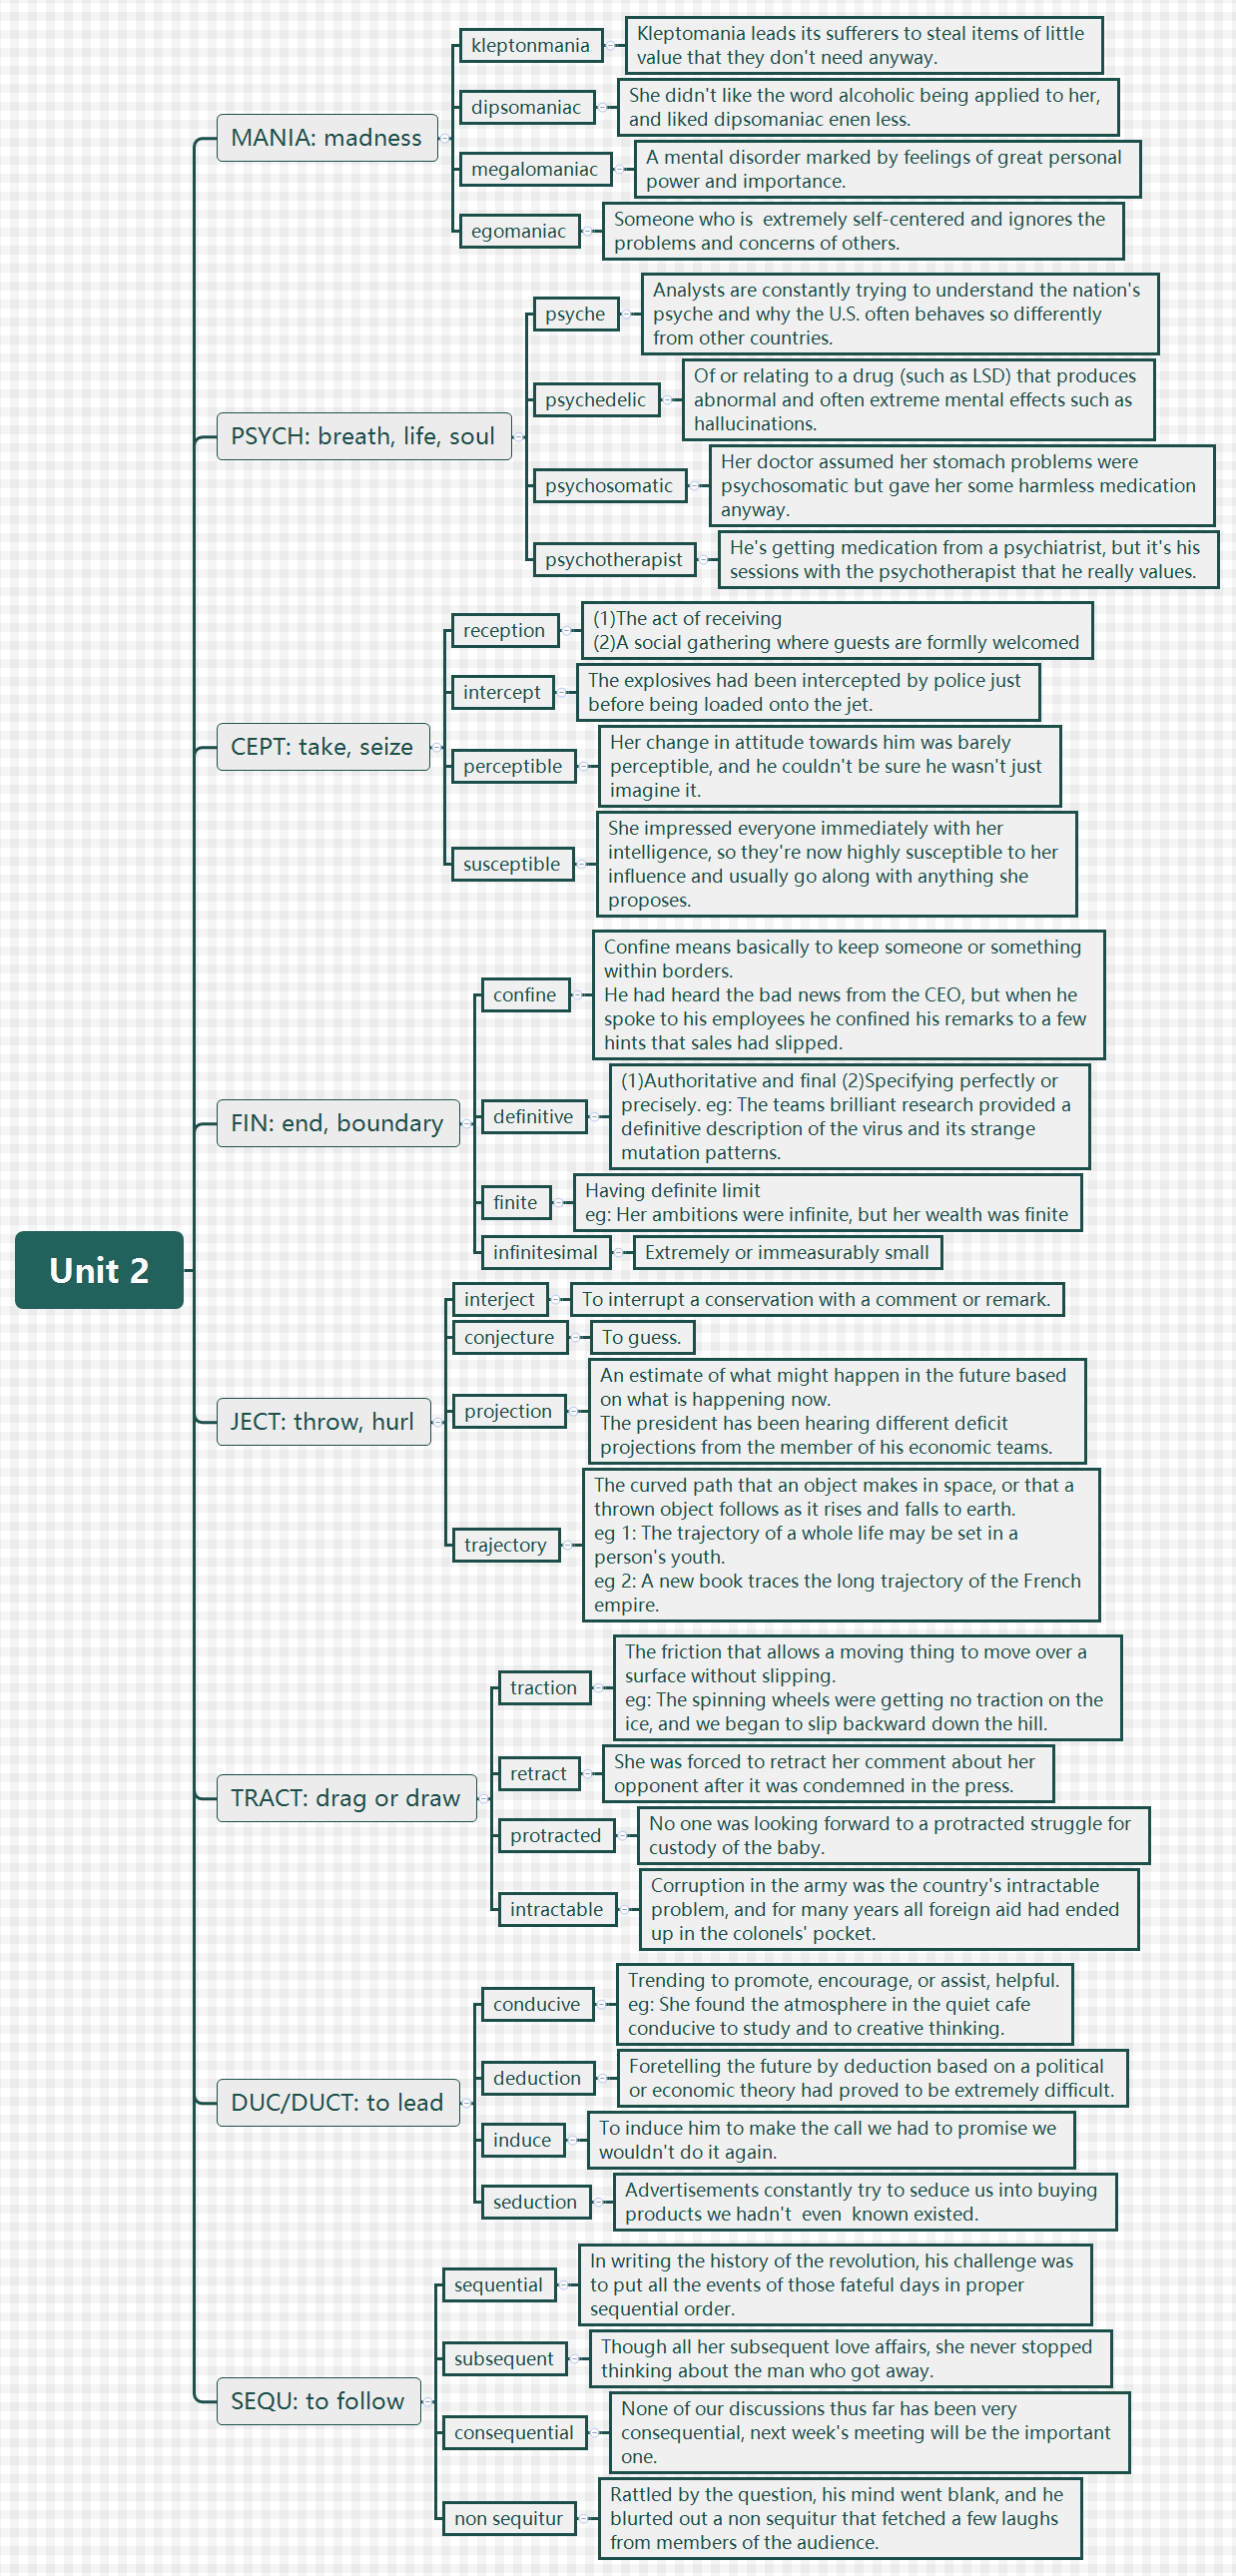 Unit 2
MANIA: madness
kleptonmania
Kleptomania leads its sufferers to steal items of little
value that they don't need anyway.
dipsomaniac
She didn't like the word alcoholic being applied to her,
and liked dipsomaniac enen less.
megalomaniac
A mental disorder marked by feelings of great personal
power and importance.
egomaniac
Someone who is  extremely self-centered and ignores the
problems and concerns of others.
PSYCH: breath, life, soul
psyche
Analysts are constantly trying to understand the nation's
psyche and why the U.S. often behaves so differently
from other countries.
psychedelic
Of or relating to a drug (such as LSD) that produces
abnormal and often extreme mental effects such as
hallucinations.
psychosomatic
Her doctor assumed her stomach problems were
psychosomatic but gave her some harmless medication
anyway.
psychotherapist
He's getting medication from a psychiatrist, but it's his
sessions with the psychotherapist that he really values.
CEPT: take, seize
reception
(1)The act of receiving
(2)A social gathering where guests are formlly welcomed
intercept
The explosives had been intercepted by police just
before being loaded onto the jet.
perceptible
Her change in attitude towards him was barely
perceptible, and he couldn't be sure he wasn't just
imagine it.
susceptible
She impressed everyone immediately with her
intelligence, so they're now highly susceptible to her
influence and usually go along with anything she
proposes.
FIN: end, boundary
confine
Confine means basically to keep someone or something
within borders.
He had heard the bad news from the CEO, but when he
spoke to his employees he confined his remarks to a few
hints that sales had slipped.
definitive
(1)Authoritative and final (2)Specifying perfectly or
precisely. eg: The teams brilliant research provided a
definitive description of the virus and its strange
mutation patterns.
finite
Having definite limit
eg: Her ambitions were infinite, but her wealth was finite
infinitesimal
Extremely or immeasurably small
JECT: throw, hurl
interject
To interrupt a conservation with a comment or remark.
conjecture
To guess.
projection
An estimate of what might happen in the future based
on what is happening now.
The president has been hearing different deficit
projections from the member of his economic teams.
trajectory
The curved path that an object makes in space, or that a
thrown object follows as it rises and falls to earth.
eg 1: The trajectory of a whole life may be set in a
person's youth.
eg 2: A new book traces the long trajectory of the French
empire.
TRACT: drag or draw
traction
The friction that allows a moving thing to move over a
surface without slipping.
eg: The spinning wheels were getting no traction on the
ice, and we began to slip backward down the hill.
retract
She was forced to retract her comment about her
opponent after it was condemned in the press.
protracted
No one was looking forward to a protracted struggle for
custody of the baby.
intractable
Corruption in the army was the country's intractable
problem, and for many years all foreign aid had ended
up in the colonels' pocket.
DUC/DUCT: to lead
conducive
Trending to promote, encourage, or assist, helpful.
eg: She found the atmosphere in the quiet cafe
conducive to study and to creative thinking.
deduction
Foretelling the future by deduction based on a political
or economic theory had proved to be extremely difficult.
induce
To induce him to make the call we had to promise we
wouldn't do it again.
seduction
Advertisements constantly try to seduce us into buying
products we hadn't  even  known existed.
SEQU: to follow
sequential
In writing the history of the revolution, his challenge was
to put all the events of those fateful days in proper
sequential order.
subsequent
Though all her subsequent love affairs, she never stopped
thinking about the man who got away.
consequential
None of our discussions thus far has been very
consequential, next week's meeting will be the important
one.
non sequitur
Rattled by the question, his mind went blank, and he
blurted out a non sequitur that fetched a few laughs
from members of the audience.